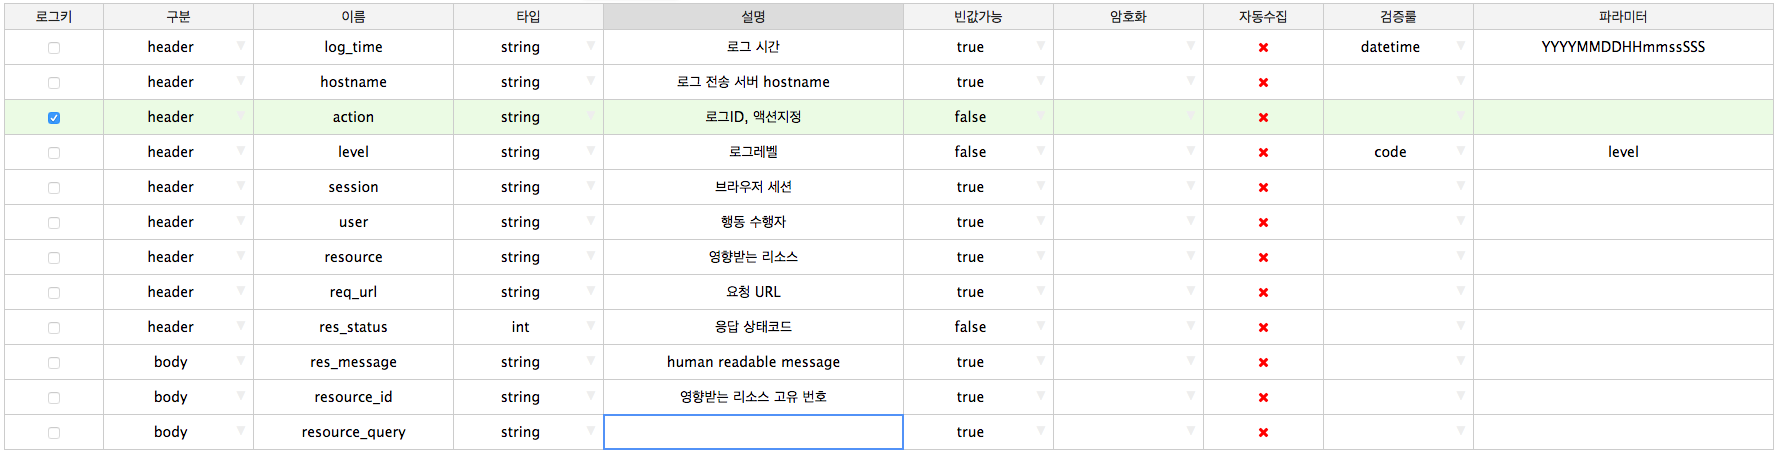 로그키 구분 이름 타입 설명 빈값가능 암호화 자동수집 검증룰 파라미터
header log_time string 로그 시간 true datetime YYYYMMDDHHmmssSSS
header hostname string 로그 전송 서버 hostname true
header action string 로그ID, 액션지정 false
header level string 로그레벨 false code level
header session string 브라우저 세션 true
header user string 행동 수행자 true
header resource string 영향받는 리소스 true
header req_url string 요청 URL true
header res_status int 응답 상태코드 false
body res_message string human readable message true
body resource_id string 영향받는 리소스 고유 번호 true
body resource_query string true